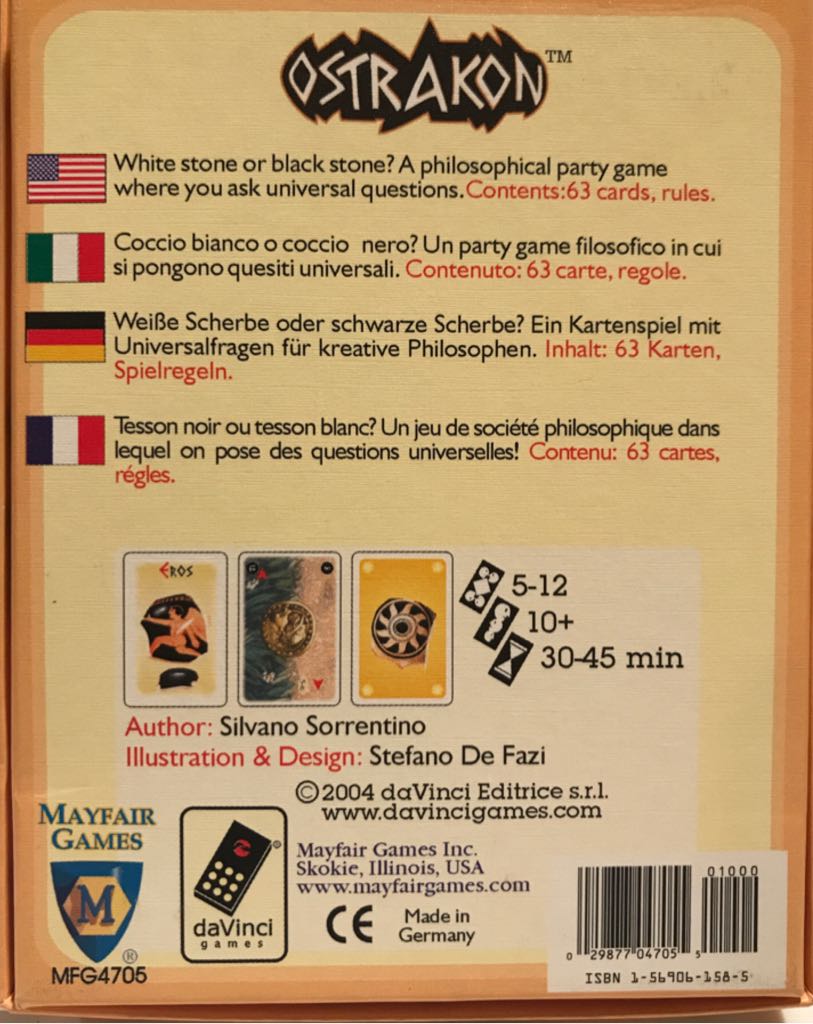 OSTRAKON™
White stone or black stone? A philosophical party game
where you ask universal questions. Contents:63 cards, rules.
Coccio bianco o coccio nero? Un party game filosofico in cui
si pongono quesiti universali. Contenuto: 63 carte, regole.
Weiße Scherbe oder schwarze Scherbe? Ein Kartenspiel mit
Universalfragen für kreative Philosophen. Inhalt: 63 Karten,
Spielregeln.
Tesson noir ou tesson blanc? Un jeu de société philosophique dans
lequel on pose des questions universelles! Contenu: 63 cartes,
régles.
EROS
5-12
10+
30-45 min
Author: Silvano Sorrentino
Illustration & Design: Stefano De Fazi
©2004 daVinci Editrice s.r.l.
www.davincigames.com
MAYFAIR
GAMES
M
®
MFG4705
®
daVinci
games
Mayfair Games Inc.
Skokie, Illinois, USA
www.mayfairgames.com
CE
Made in
Germany
01000
0 29877 04705 5
ISBN 1-56906-158-5